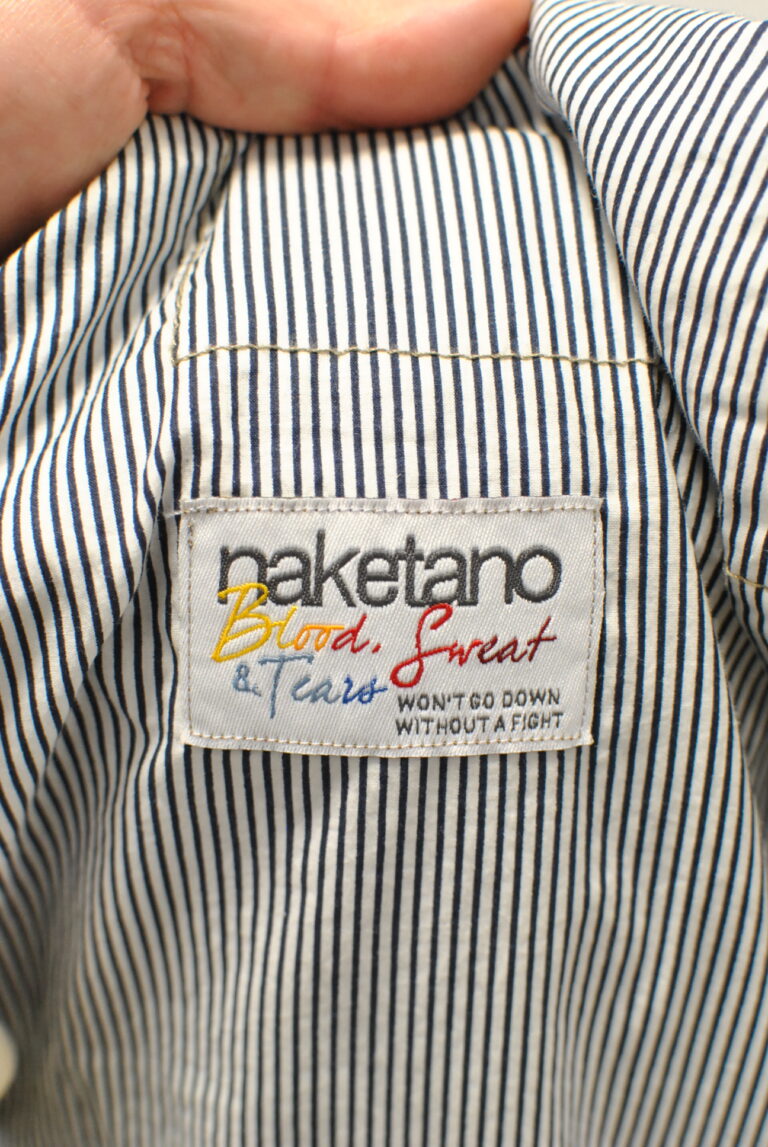 naketano
Blood, Sweat
& Tears
WON'T GO DOWN
WITHOUT A FIGHT